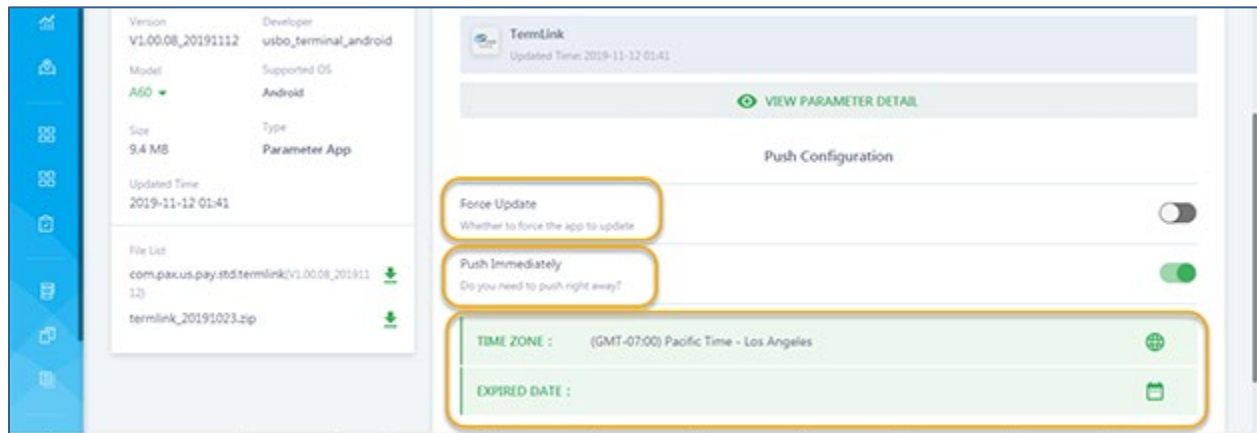 Version Developer
V1.00.08_20191112 usbo_terminal_android
Model Supported OS
A60 Android
Size Type
9.4 MB Parameter App
Updated Time
2019-11-12 01:41
File List
com.pax.us.pay.std.termlink(V1.00.08_201911
12)
termlink_20191023.zip
TermLink
Updated Time: 2019-11-12 01:41
VIEW PARAMETER DETAIL
Push Configuration
Force Update
Whether to force the app to update
Push Immediately
Do you need to push right away?
TIME ZONE : (GMT-07:00) Pacific Time - Los Angeles
EXPIRED DATE :